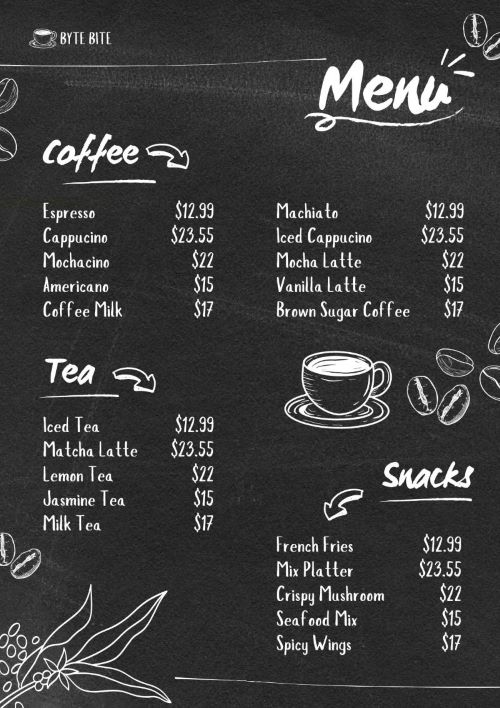 BYTE BITE
Menu
Coffee
Espresso $12.99
Cappucino $23.55
Mochacino $22
Americano $15
Coffee Milk $17
Machiato $12.99
Iced Cappucino $23.55
Mocha Latte $22
Vanilla Latte $15
Brown Sugar Coffee $17
Tea
Iced Tea $12.99
Matcha Latte $23.55
Lemon Tea $22
Jasmine Tea $15
Milk Tea $17
Snacks
French Fries $12.99
Mix Platter $23.55
Crispy Mushroom $22
Seafood Mix $15
Spicy Wings $17